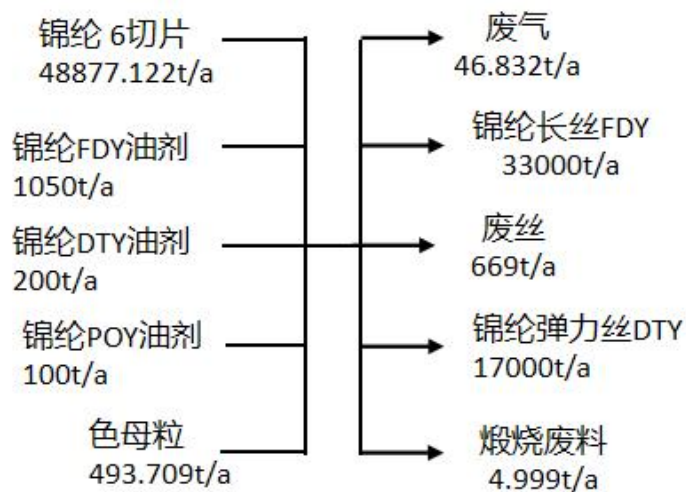 锦纶 6切片
48877.122t/a
锦纶FDY油剂
1050t/a
锦纶DTY油剂
200t/a
锦纶POY油剂
100t/a
色母粒
493.709t/a
废气
46.832t/a
锦纶长丝FDY
33000t/a
废丝
669t/a
锦纶弹力丝DTY
17000t/a
煅烧废料
4.999t/a